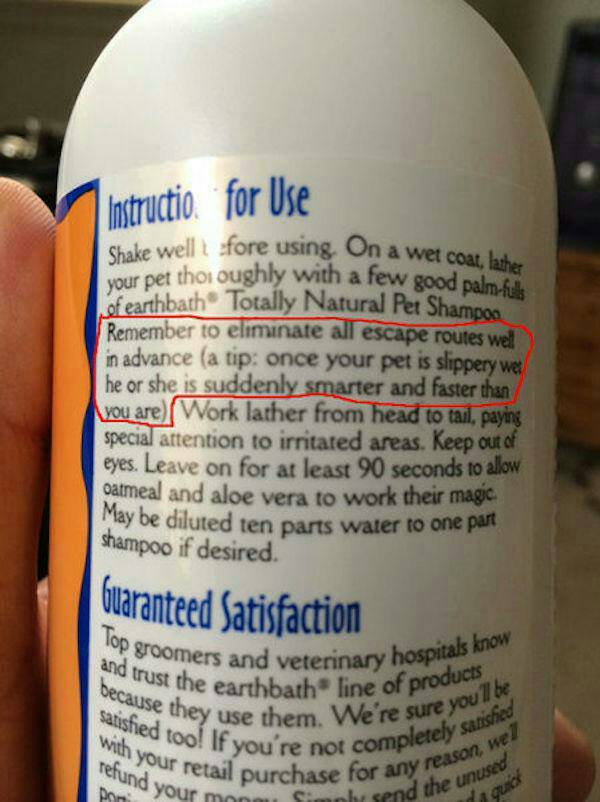 Instructio for Use
Shake well before using. On a wet coat, lather
your pet thoroughly with a few good palm-fulls
of earthbath® Totally Natural Pet Shampoo
Remember to eliminate all escape routes well
in advance (a tip: once your pet is slippery wet
he or she is suddenly smarter and faster than
you are) Work lather from head to tail, paying
special attention to irritated areas. Keep out of
eyes. Leave on for at least 90 seconds to allow
oatmeal and aloe vera to work their magic.
May be diluted ten parts water to one part
shampoo if desired.
Guaranteed Satisfaction
Top groomers and veterinary hospitals know
and trust the earthbath® line of products
because they use them. We're sure you'll be
satisfied too! If you're not completely satisfied
with your retail purchase for any reason, we'll
refund your money. Simply send the unused
a quick